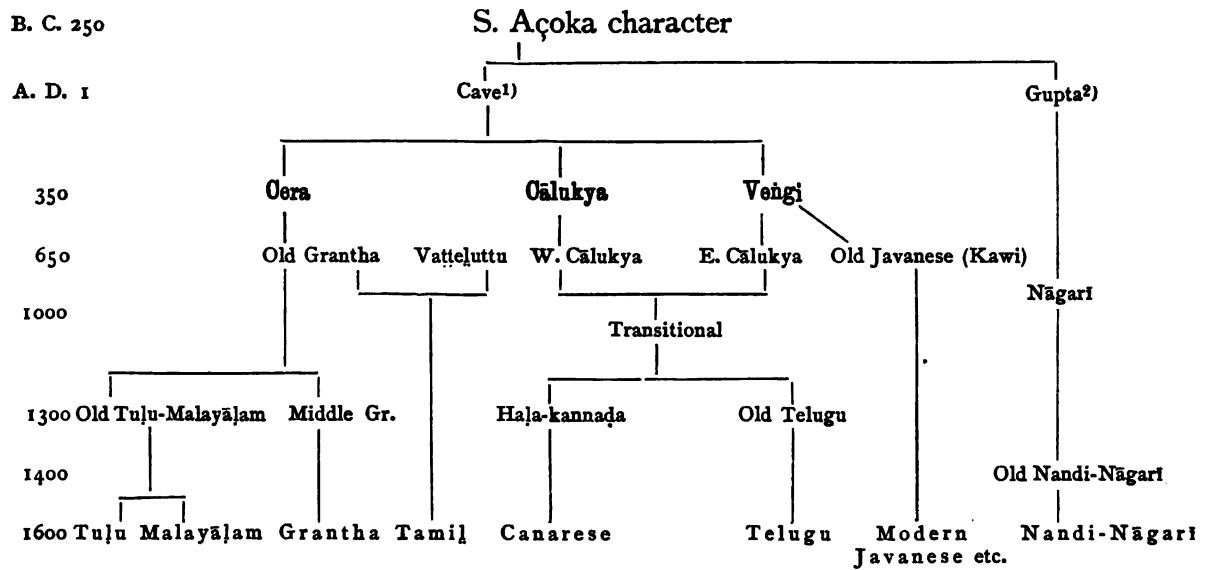 B. C. 250 S. Açoka character
A. D. 1 Cave1) Gupta2)
350 Cera Cālukya Veṅgi
650 Old Grantha Vaṭṭeḻuttu W. Cālukya E. Cālukya Old Javanese (Kawi)
Nāgarī
1000
Transitional
1300 Old Tuḷu-Malayāḷam Middle Gr. Haḷa-kannaḍa Old Telugu
1400 Old Nandi-Nāgarī
1600 Tuḷu Malayāḷam Grantha Tamiḻ Canarese Telugu Modern Nandi-Nāgarī
Javanese etc.